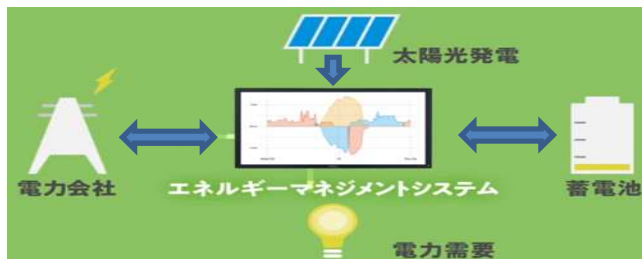 太陽光発電
電力会社
エネルギーマネジメントシステム
蓄電池
電力需要